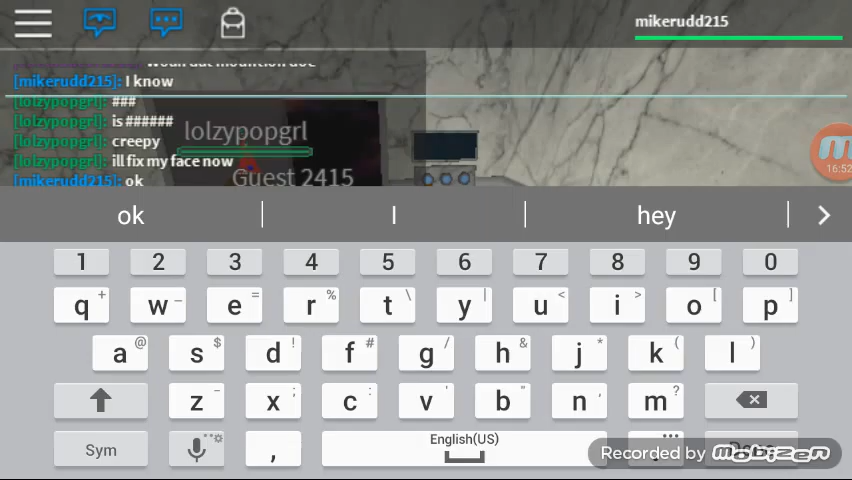 mikerudd215
[mikerudd215]: I know
[lolzypopgrl]: ###
[lolzypopgrl]: is ######
[lolzypopgrl]: creepy
[lolzypopgrl]: ill fix my face now
[mikerudd215]: ok
lolzypopgrl
Guest 2415
16:52
ok I hey >
1 2 3 4 5 6 7 8 9 0
q + w _ e = r % t \ y | u < i > o [ p ]
a @ s $ d ! f # g / h & j * k ( l )
z - x ; c : v ' b " n , m ?
Sym , English(US) .
Recorded by mobizen